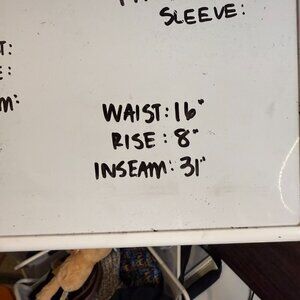 SLEEVE:
T:
E:
M:
WAIST: 16"
RISE: 8"
INSEAM: 31"